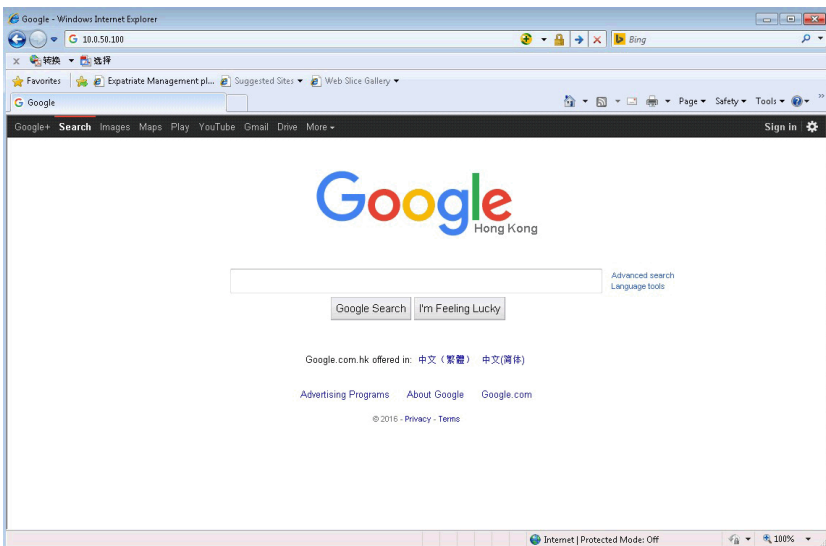 Google - Windows Internet Explorer
10.0.50.100
Bing
x 转换 选择
Favorites Expatriate Management pl... Suggested Sites Web Slice Gallery
Google
Page Safety Tools
Google+ Search Images Maps Play YouTube Gmail Drive More
Sign in
Google
Hong Kong
Advanced search
Language tools
Google Search I'm Feeling Lucky
Google.com.hk offered in: 中文（繁體） 中文(简体)
Advertising Programs About Google Google.com
© 2016 - Privacy - Terms
Internet | Protected Mode: Off 100%